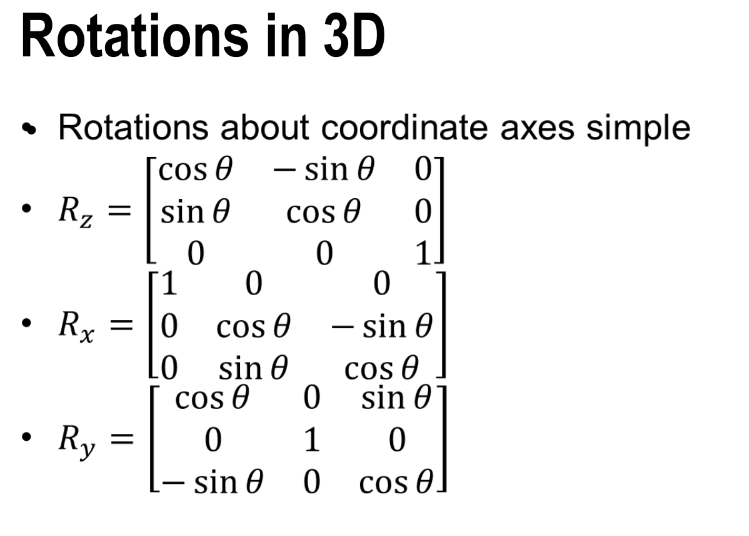 Rotations in 3D
• Rotations about coordinate axes simple
• R_z = [cos θ − sin θ 0
sin θ cos θ 0
0 0 1]
• R_x = [1 0 0
0 cos θ − sin θ
0 sin θ cos θ]
• R_y = [cos θ 0 sin θ
0 1 0
− sin θ 0 cos θ]